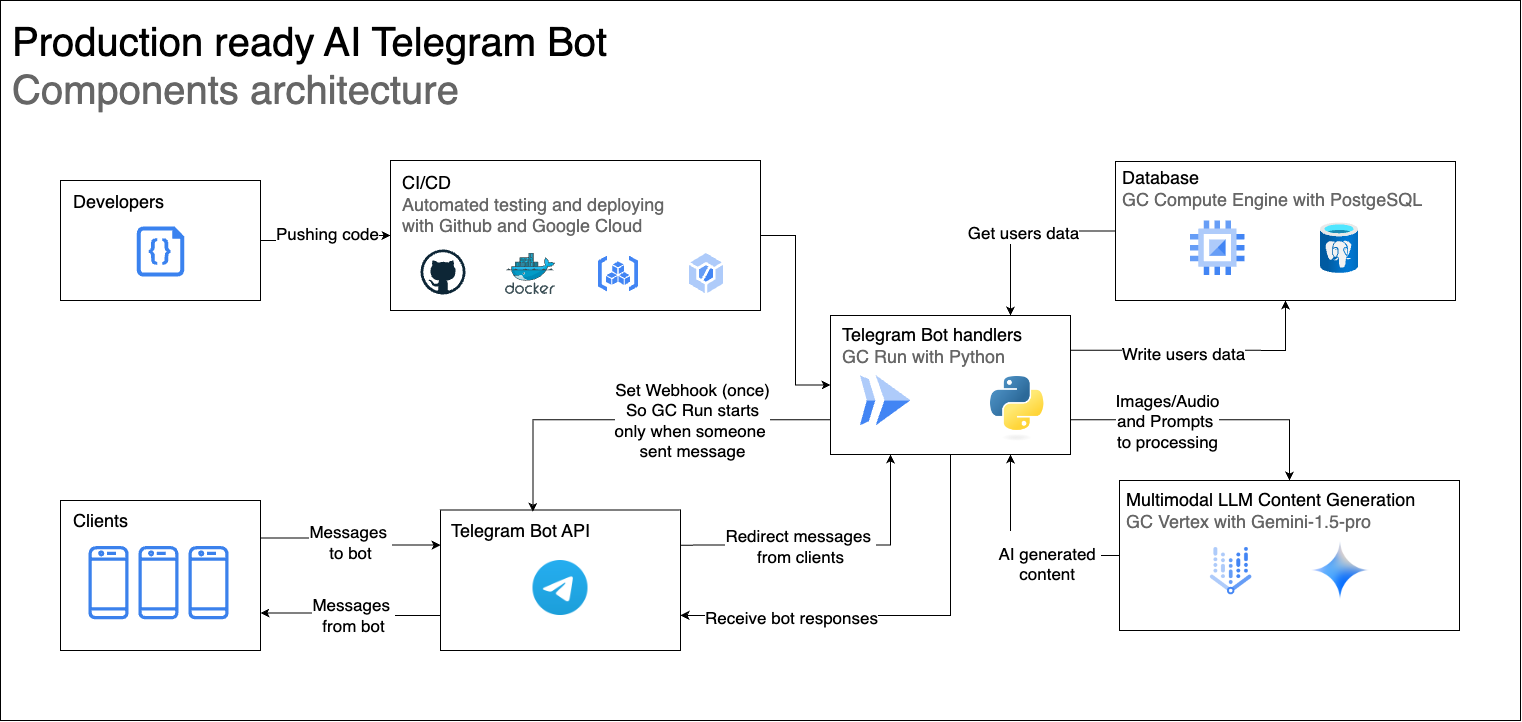 Production ready AI Telegram Bot
Components architecture
Developers
Pushing code
CI/CD
Automated testing and deploying
with Github and Google Cloud
docker
Database
GC Compute Engine with PostgeSQL
Get users data
Write users data
Telegram Bot handlers
GC Run with Python
Set Webhook (once)
So GC Run starts
only when someone
sent message
Images/Audio
and Prompts
to processing
Multimodal LLM Content Generation
GC Vertex with Gemini-1.5-pro
AI generated
content
Clients
Messages
to bot
Messages
from bot
Telegram Bot API
Redirect messages
from clients
Receive bot responses